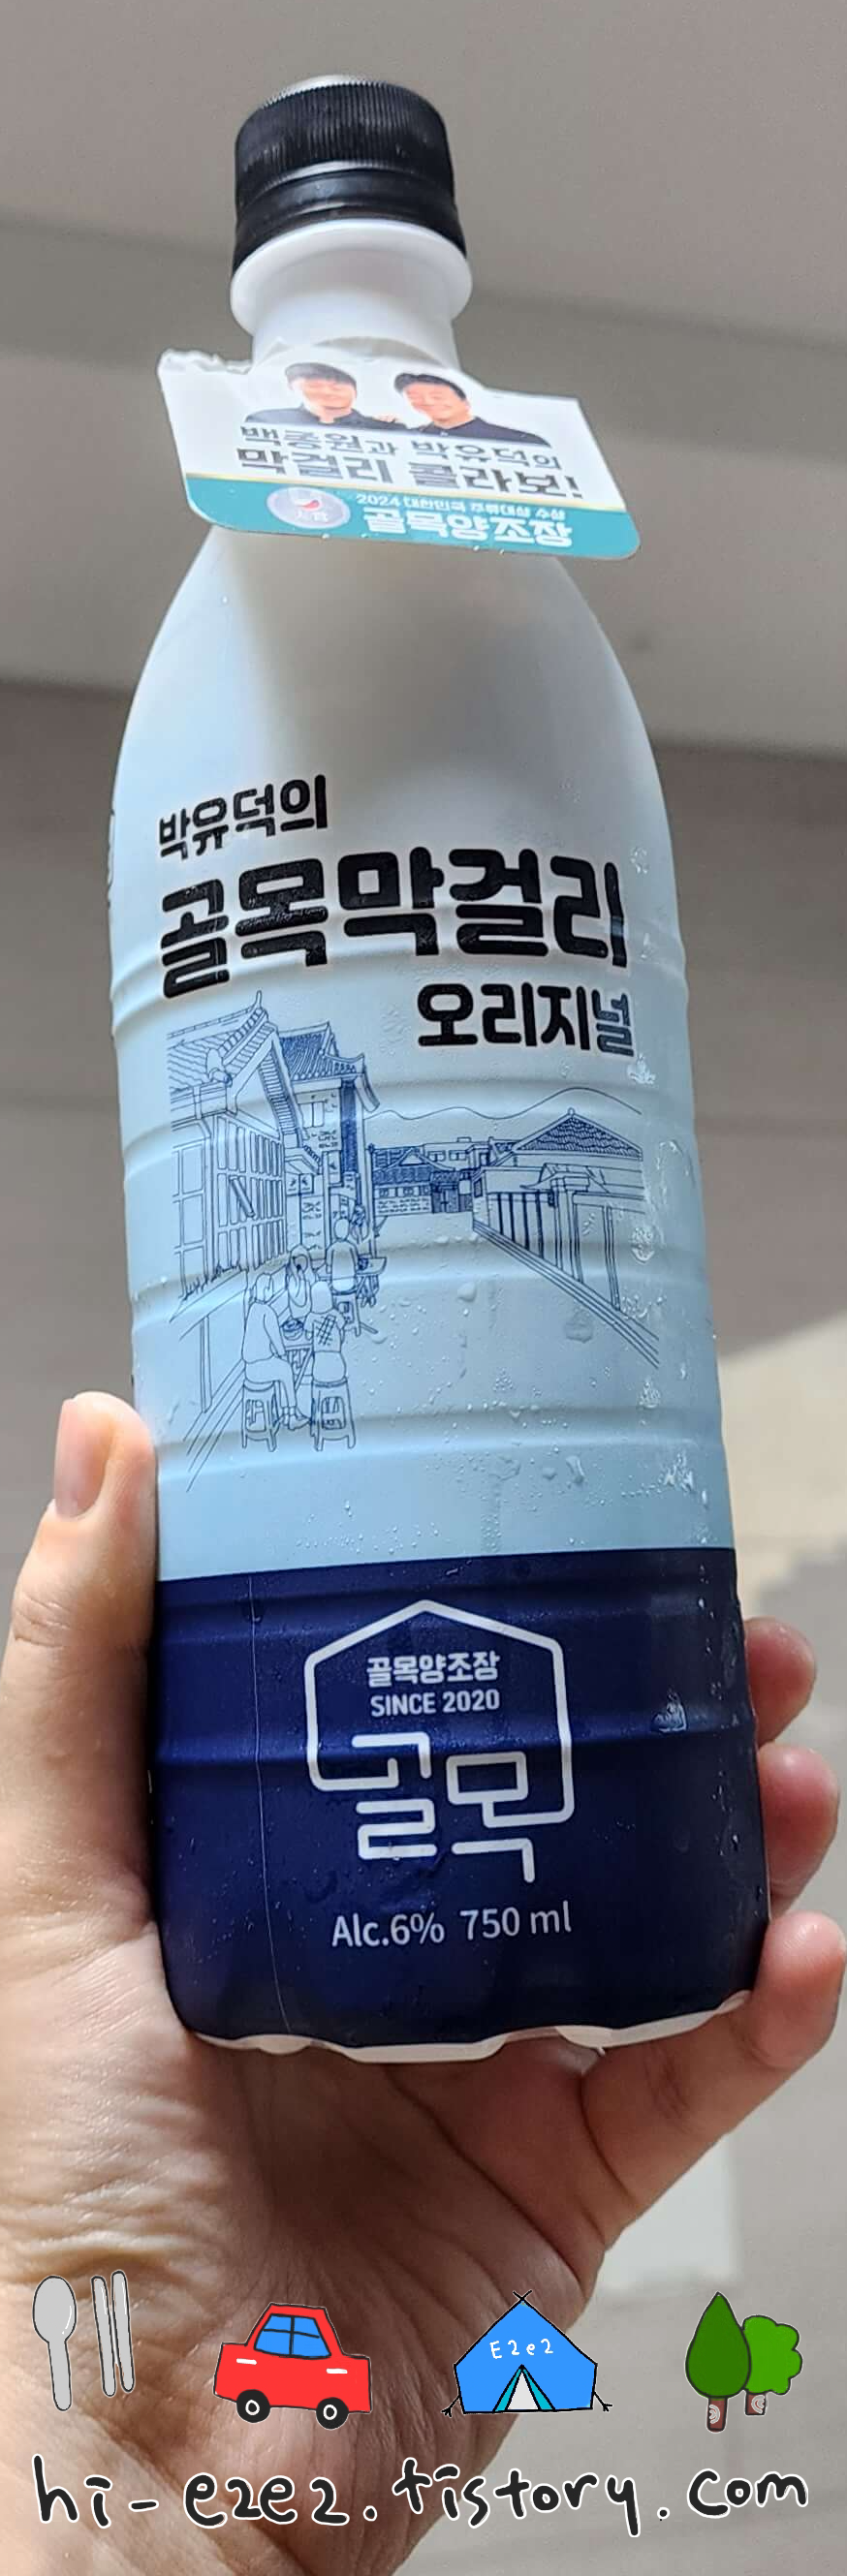 백종원과 박유덕의
막걸리 콜라보!
2024 대한민국 주류대상 수상
골목양조장
박유덕의
골목막걸리
오리지널
골목양조장
SINCE 2020
골목
Alc.6% 750 ml
E2e2
hi-e2e2.tistory.com